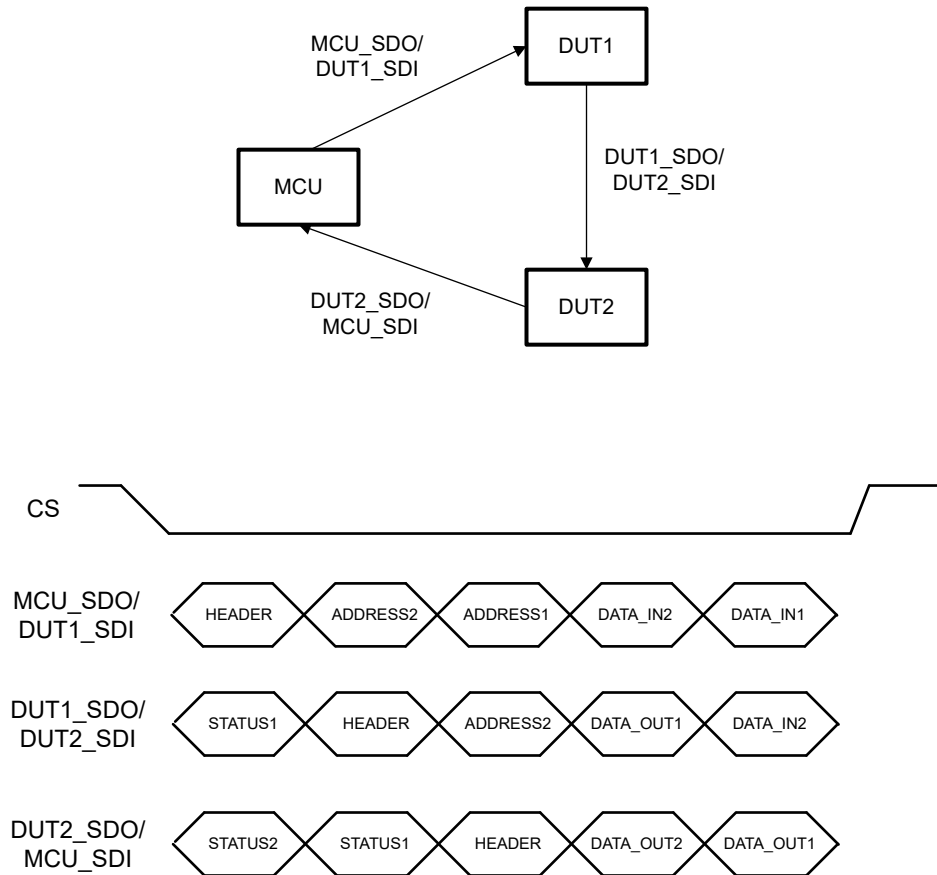 DUT1
MCU_SDO/
DUT1_SDI
DUT1_SDO/
DUT2_SDI
MCU
DUT2_SDO/
MCU_SDI
DUT2
CS
MCU_SDO/
DUT1_SDI
HEADER
ADDRESS2
ADDRESS1
DATA_IN2
DATA_IN1
DUT1_SDO/
DUT2_SDI
STATUS1
HEADER
ADDRESS2
DATA_OUT1
DATA_IN2
DUT2_SDO/
MCU_SDI
STATUS2
STATUS1
HEADER
DATA_OUT2
DATA_OUT1